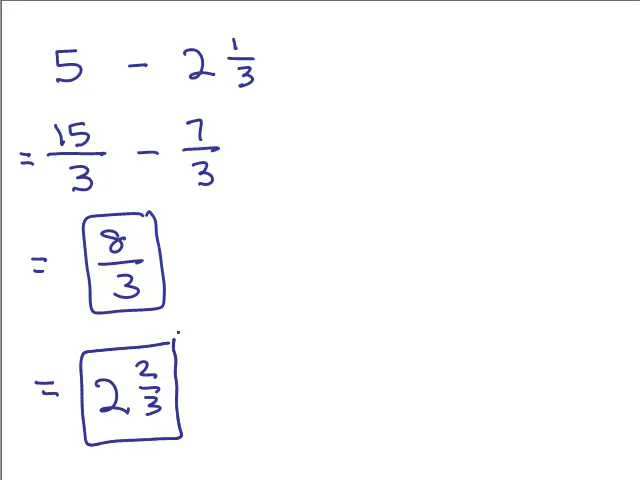 5 - 2 1/3
= 15/3 - 7/3
= 8/3
= 2 2/3